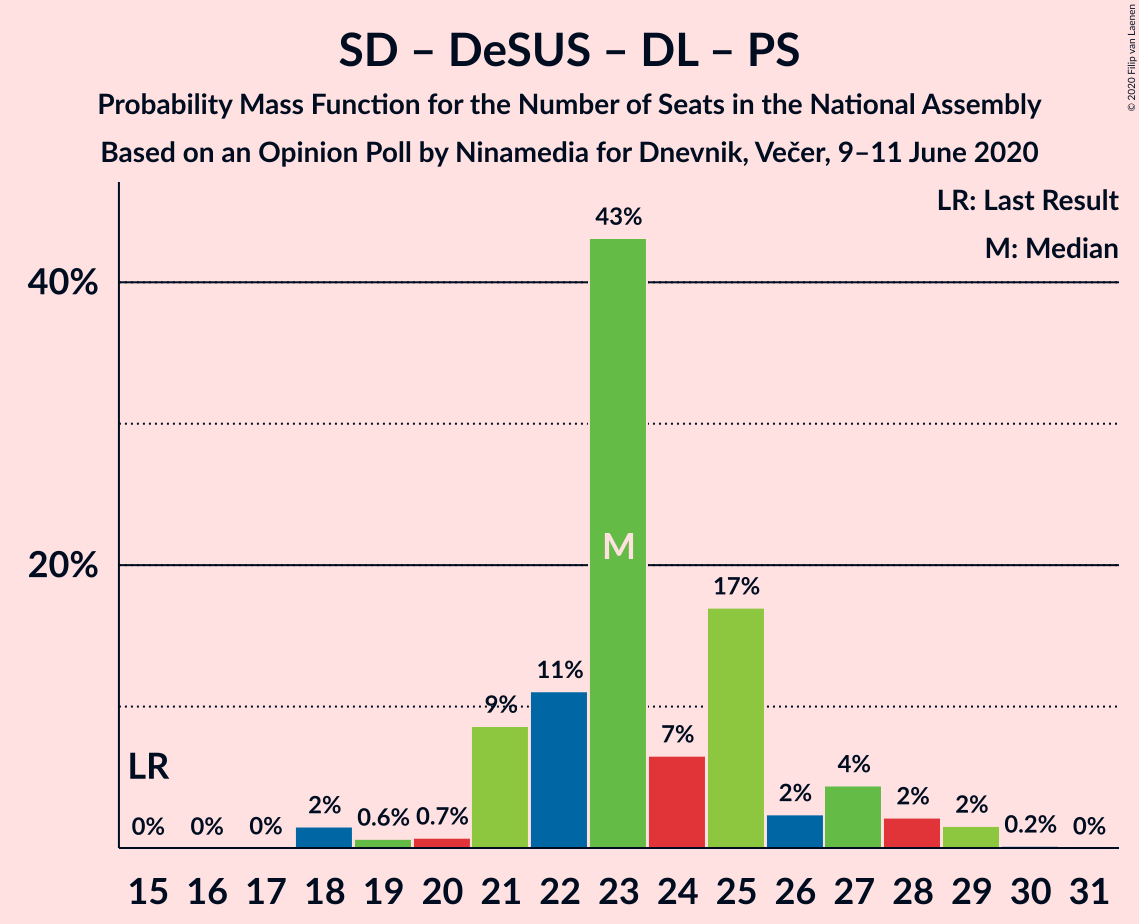 SD – DeSUS – DL – PS
Probability Mass Function for the Number of Seats in the National Assembly
Based on an Opinion Poll by Ninamedia for Dnevnik, Večer, 9–11 June 2020
© 2020 Filip van Laenen
LR: Last Result
M: Median
43%
40%
M
20%
17%
11%
9%
7%
LR
4%
2%
2%
2%
2%
0.6%
0.7%
0.2%
0%
0%
0%
0%
15 16 17 18 19 20 21 22 23 24 25 26 27 28 29 30 31